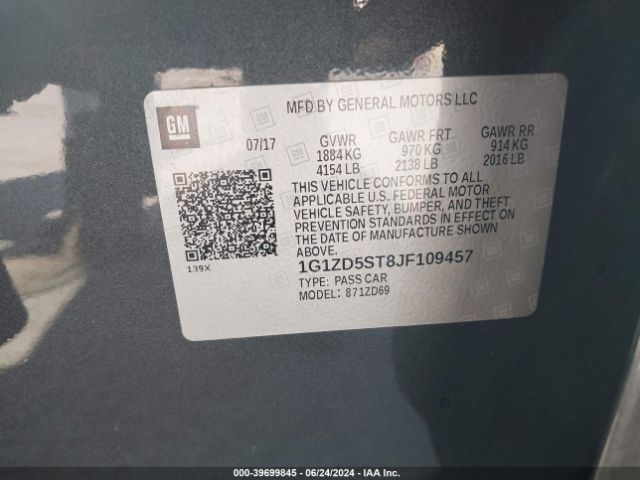 GM
MFD BY GENERAL MOTORS LLC
07/17 GVWR GAWR FRT GAWR RR
1884 KG 970 KG 914 KG
4154 LB 2138 LB 2016 LB
THIS VEHICLE CONFORMS TO ALL
APPLICABLE U.S. FEDERAL MOTOR
VEHICLE SAFETY, BUMPER, AND THEFT
PREVENTION STANDARDS IN EFFECT ON
THE DATE OF MANUFACTURE SHOWN
ABOVE.
139X
1G1ZD5ST8JF109457
TYPE: PASS CAR
MODEL: 871ZD69
000-39699845 - 06/24/2024 - IAA Inc.